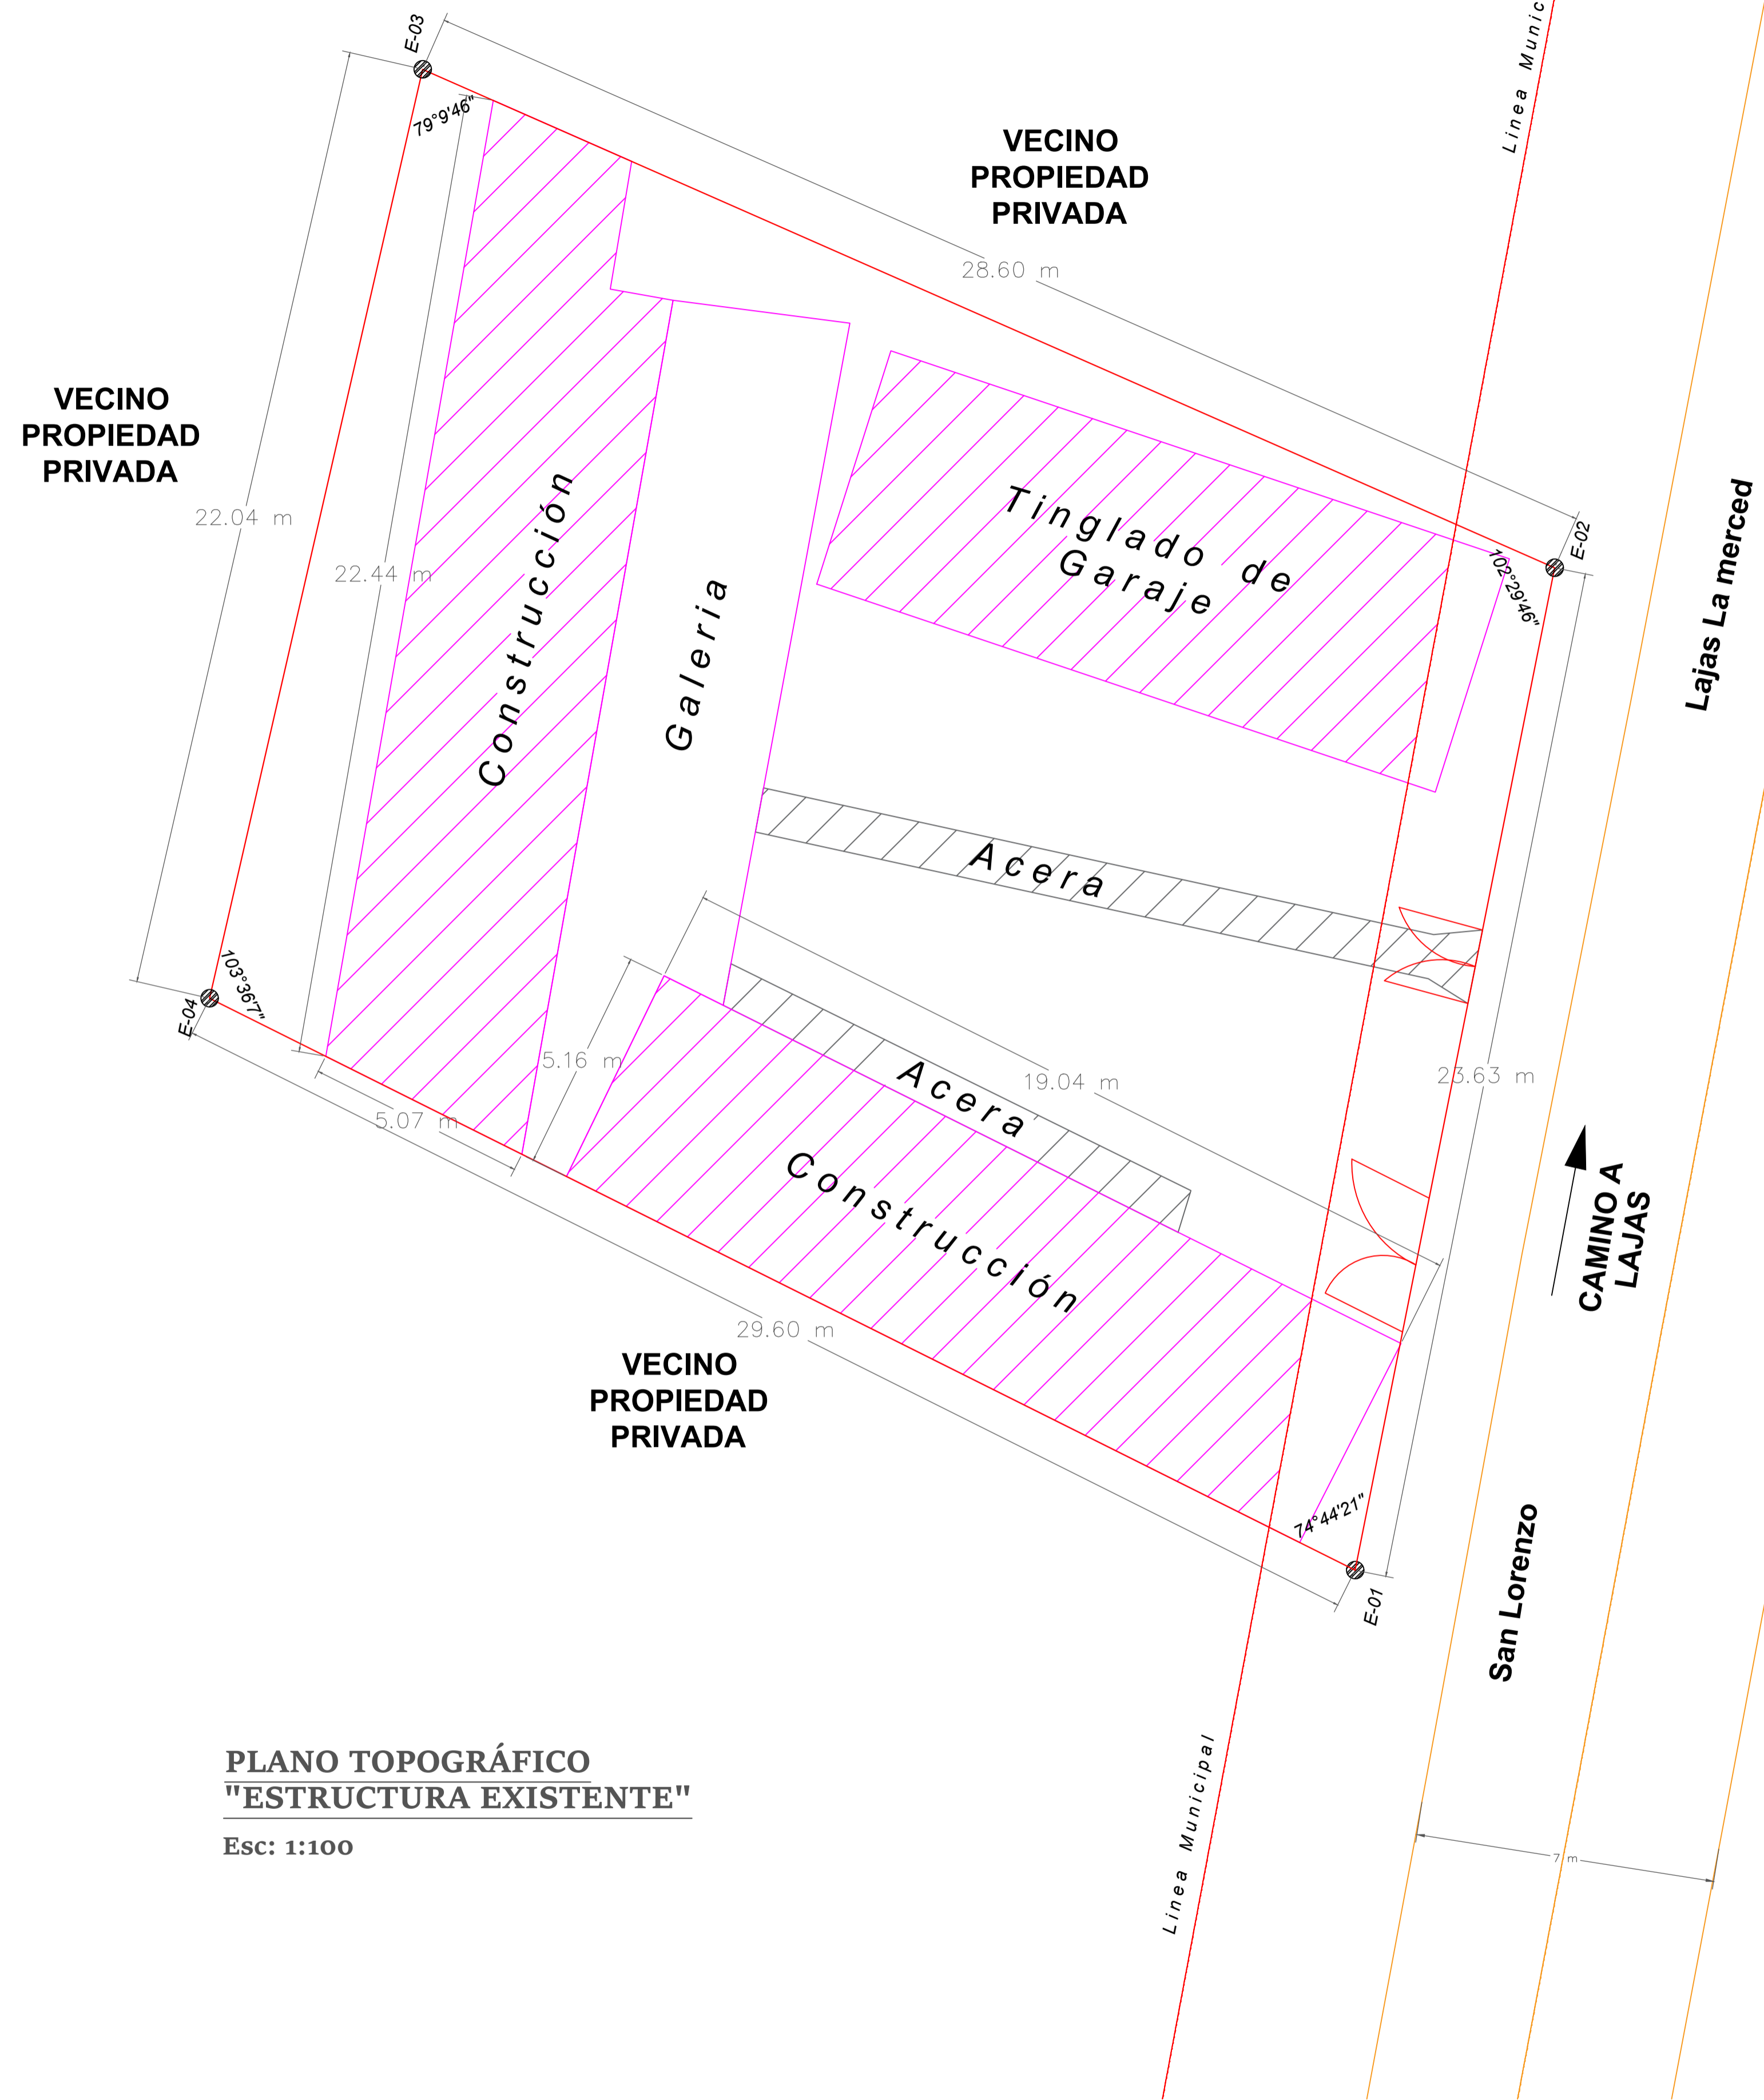 E-03
Linea Munic
79°9'46"
VECINO
PROPIEDAD
PRIVADA
28.60 m
VECINO
PROPIEDAD
PRIVADA
22.04 m
22.44 m
Construcción
Galeria
Tinglado de
Garaje
102°29'46"
E-02
Lajas La merced
Acera
103°36'7"
E-04
5.16 m
5.07 m
19.04 m
23.63 m
Acera
Construcción
CAMINO A
LAJAS
29.60 m
VECINO
PROPIEDAD
PRIVADA
74°44'21"
E-01
San Lorenzo
Linea Municipal
PLANO TOPOGRÁFICO
"ESTRUCTURA EXISTENTE"
Esc: 1:100
7 m